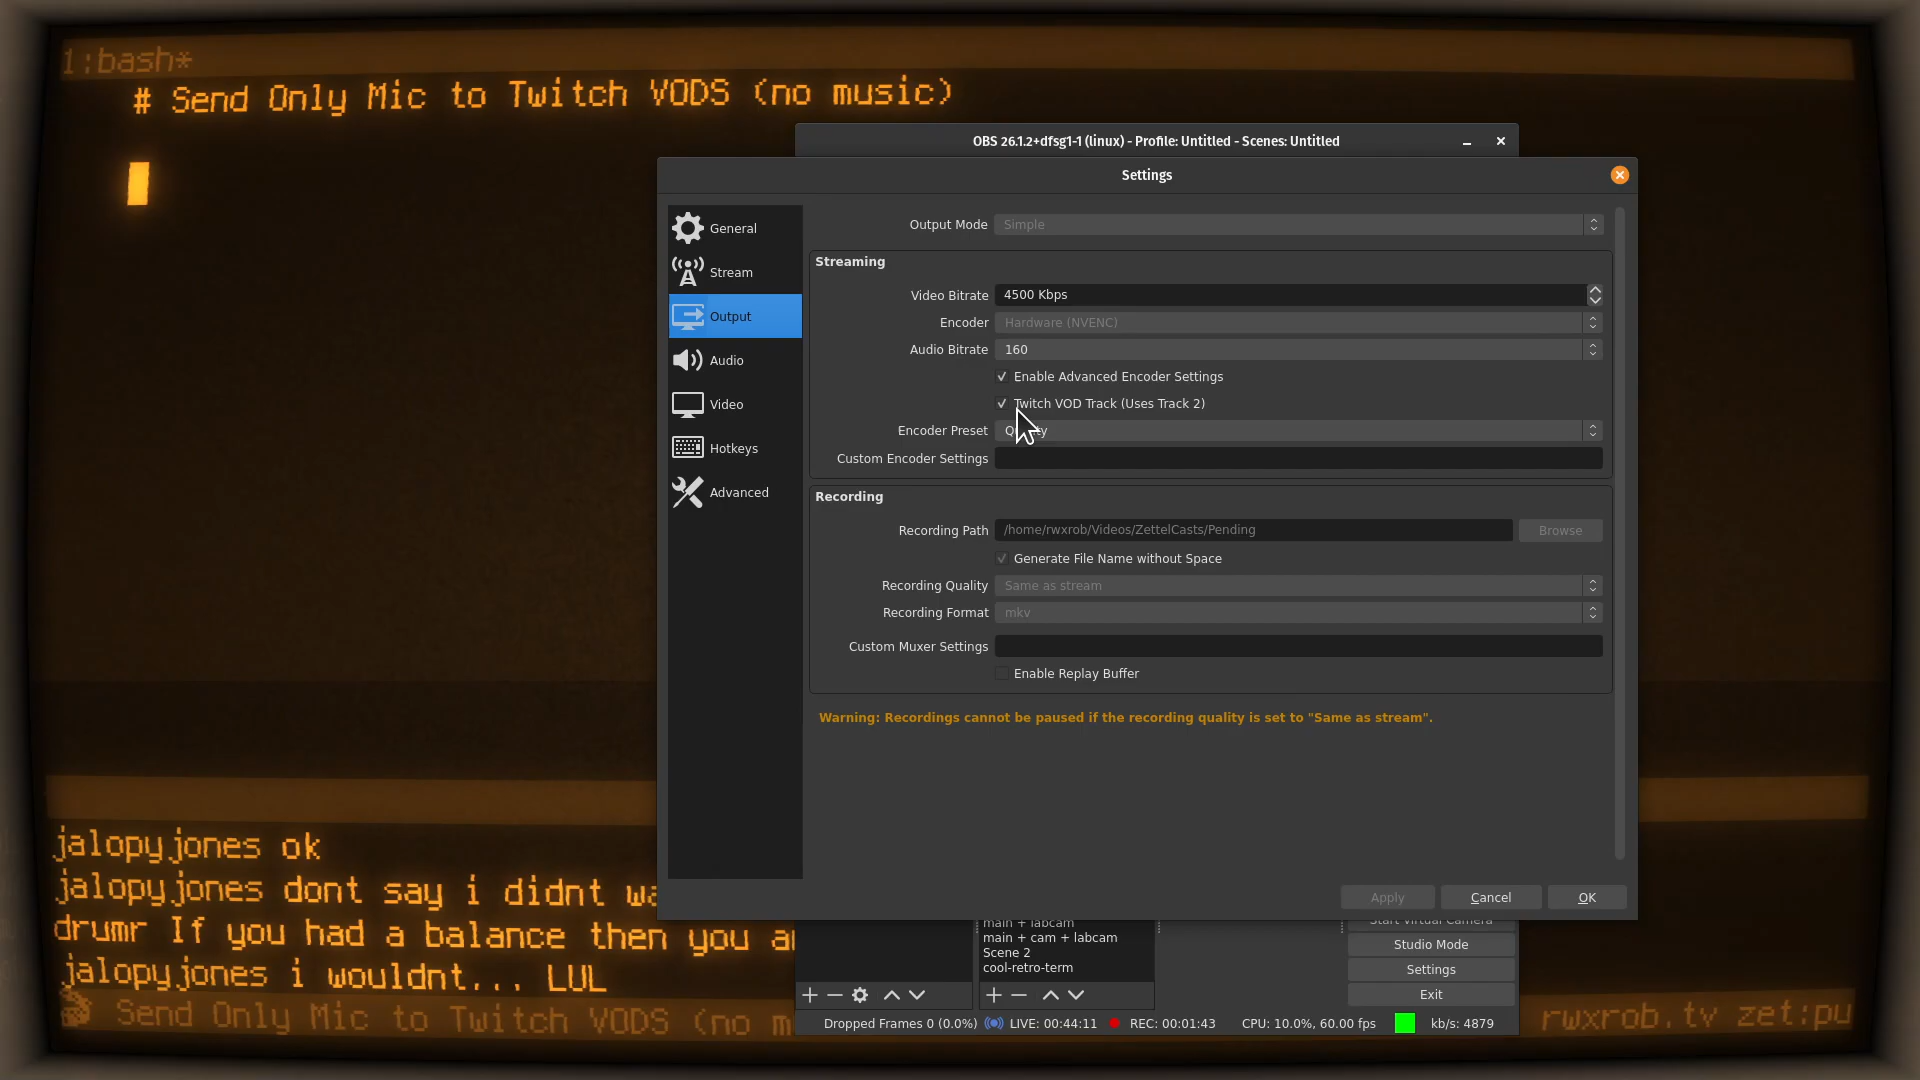 1:bash*
# Send Only Mic to Twitch VODS (no music)
OBS 26.1.2+dfsg1-1 (linux) - Profile: Untitled - Scenes: Untitled
Settings
General
Stream
Output
Audio
Video
Hotkeys
Advanced
Output Mode Simple
Streaming
Video Bitrate 4500 Kbps
Encoder Hardware (NVENC)
Audio Bitrate 160
Enable Advanced Encoder Settings
Twitch VOD Track (Uses Track 2)
Encoder Preset
Custom Encoder Settings
Recording
Recording Path /home/rwxrob/Videos/ZettelCasts/Pending Browse
Generate File Name without Space
Recording Quality Same as stream
Recording Format mkv
Custom Muxer Settings
Enable Replay Buffer
Warning: Recordings cannot be paused if the recording quality is set to "Same as stream".
Apply Cancel OK
jalopyjones ok
jalopyjones dont say i didnt
drumr If you had a balance then you
jalopyjones i wouldnt... LUL
main + labcam
main + cam + labcam
Scene 2
cool-retro-term
Start Virtual Camera
Studio Mode
Settings
Exit
Dropped Frames 0 (0.0%) LIVE: 00:44:11 REC: 00:01:43 CPU: 10.0%, 60.00 fps kb/s: 4879
Send Only Mic to Twitch VODS (no
rwxrob.tv zet:pu